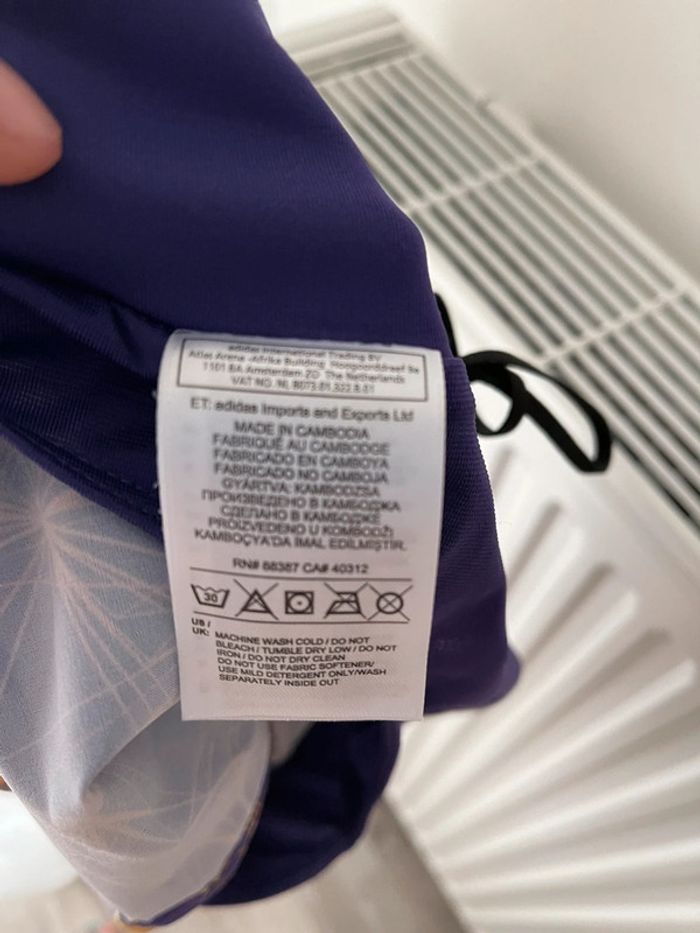 adidas International Trading BV
Atlas Arena -Afrika Building Hoogoorddreef 9a
1101 BA Amsterdam ZO The Netherlands
VAT NO. NL
ET: adidas Imports and Exports Ltd
MADE IN CAMBODIA
FABRIQUÉ AU CAMBODGE
FABRICADO EN CAMBOYA
FABRICADO NO CAMBOJA
GYÁRTVA: KAMBODZSA
ПРОИЗВЕДЕНО В КАМБОДЖА
СДЕЛАНО В КАМБОДЖЕ
PROIZVEDENO U KOMBODŽI
KAMBOÇYA'DA İMAL EDİLMİŞTİR.
RN# 88387 CA# 40312
30
US /
UK: MACHINE WASH COLD / DO NOT
BLEACH / TUMBLE DRY LOW / DO NOT
IRON / DO NOT DRY CLEAN
DO NOT USE FABRIC SOFTENER/
USE MILD DETERGENT ONLY/WASH
SEPARATELY INSIDE OUT